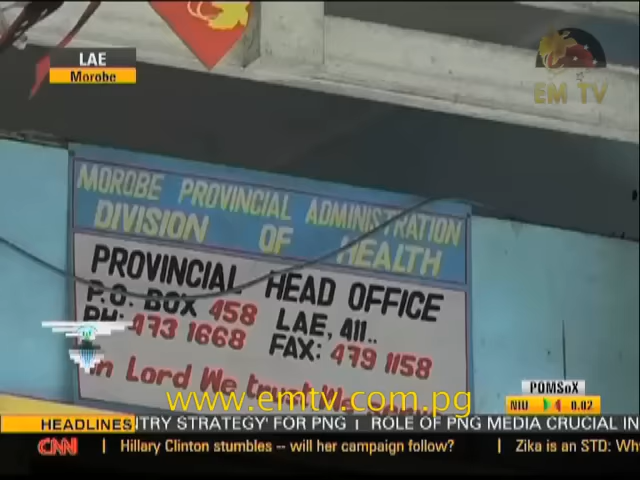 LAE
Morobe
EM TV
MOROBE PROVINCIAL ADMINISTRATION
DIVISION OF HEALTH
PROVINCIAL HEAD OFFICE
P.O. BOX 458 LAE, 411..
PH: 473 1668 FAX: 479 1158
In Lord We trust We
www.emtv.com.pg
POMSoX
NIU 0.02
HEADLINES TRY STRATEGY' FOR PNG | ROLE OF PNG MEDIA CRUCIAL IN
CNN | Hillary Clinton stumbles -- will her campaign follow? | Zika is an STD: Why